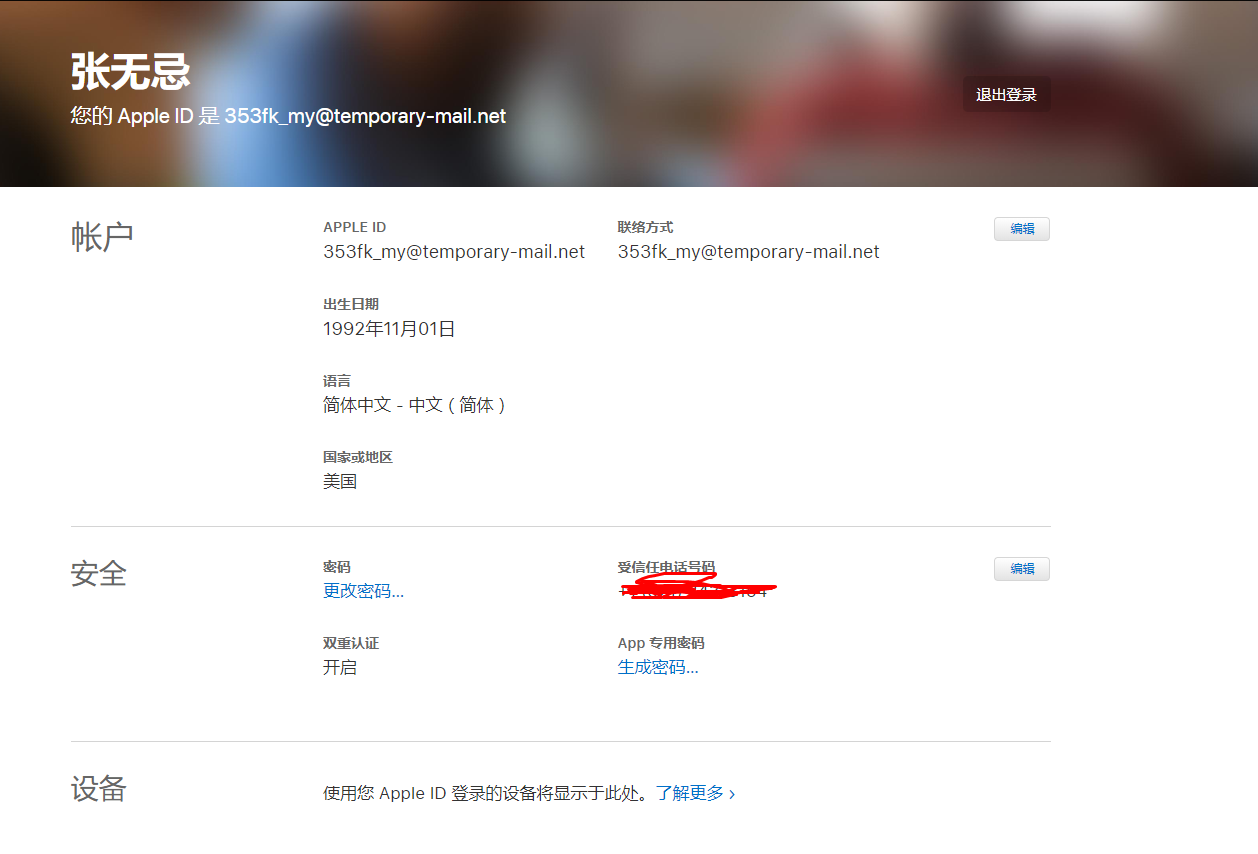 张无忌
您的 Apple ID 是 353fk_my@temporary-mail.net
退出登录
帐户
APPLE ID
353fk_my@temporary-mail.net
联络方式
353fk_my@temporary-mail.net
编辑
出生日期
1992年11月01日
语言
简体中文 - 中文 ( 简体 )
国家或地区
美国
安全
密码
更改密码...
受信任电话号码
编辑
双重认证
开启
App 专用密码
生成密码...
设备
使用您 Apple ID 登录的设备将显示于此处。了解更多 ›